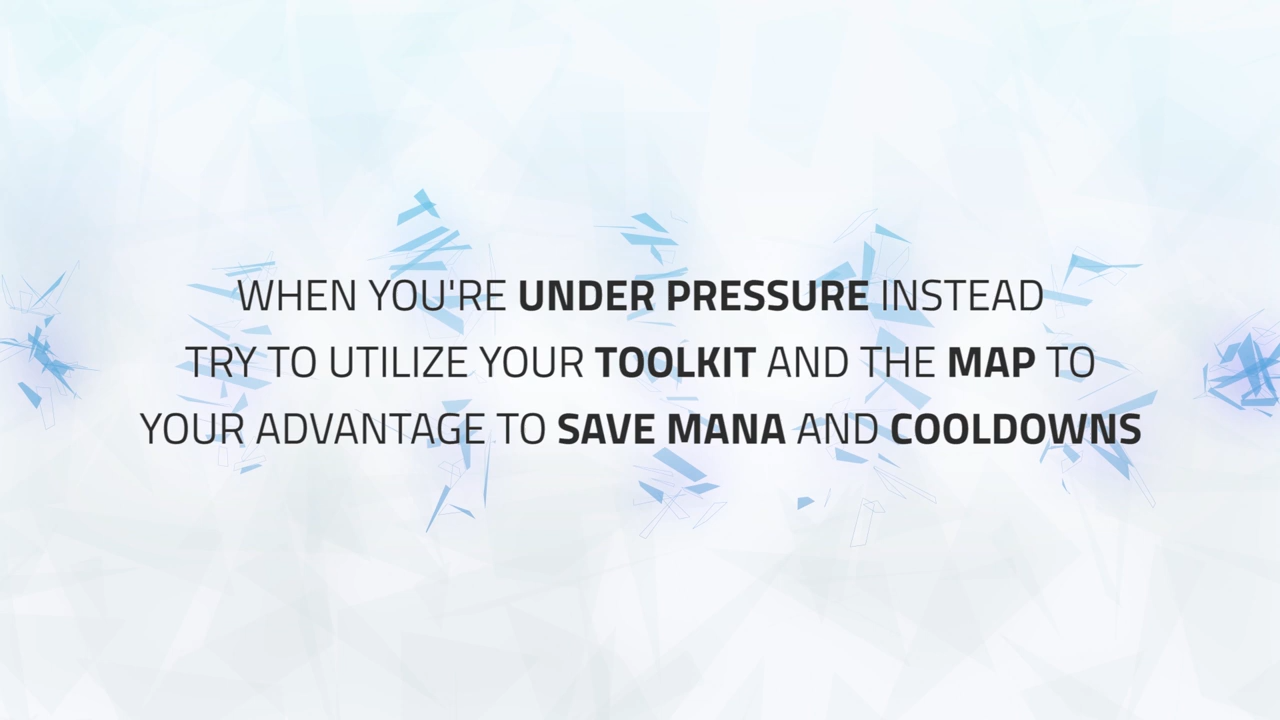 WHEN YOU'RE UNDER PRESSURE INSTEAD
TRY TO UTILIZE YOUR TOOLKIT AND THE MAP TO
YOUR ADVANTAGE TO SAVE MANA AND COOLDOWNS